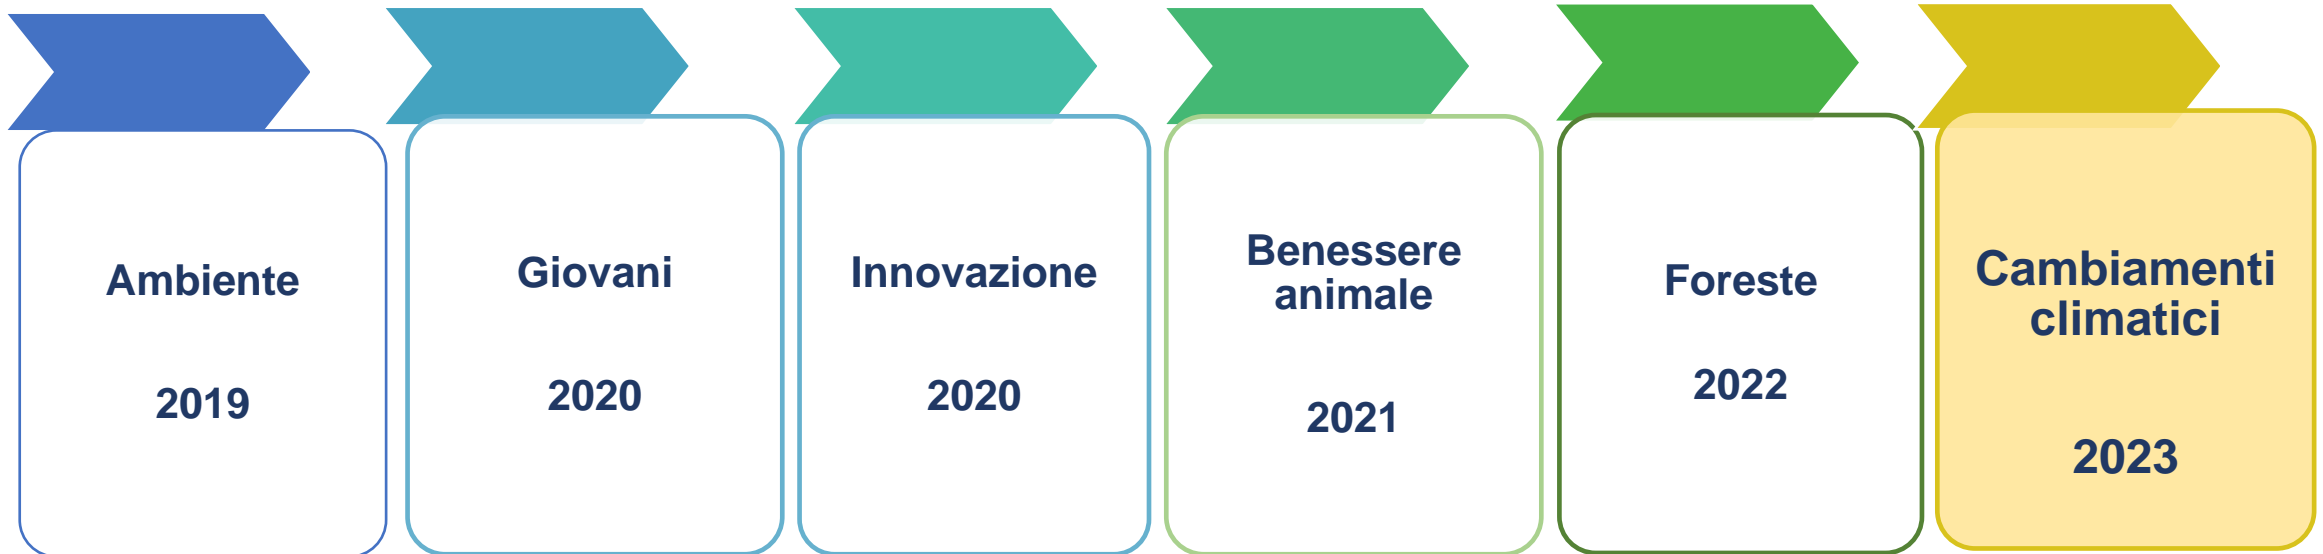 Ambiente
2019
Giovani
2020
Innovazione
2020
Benessere
animale
2021
Foreste
2022
Cambiamenti
climatici
2023